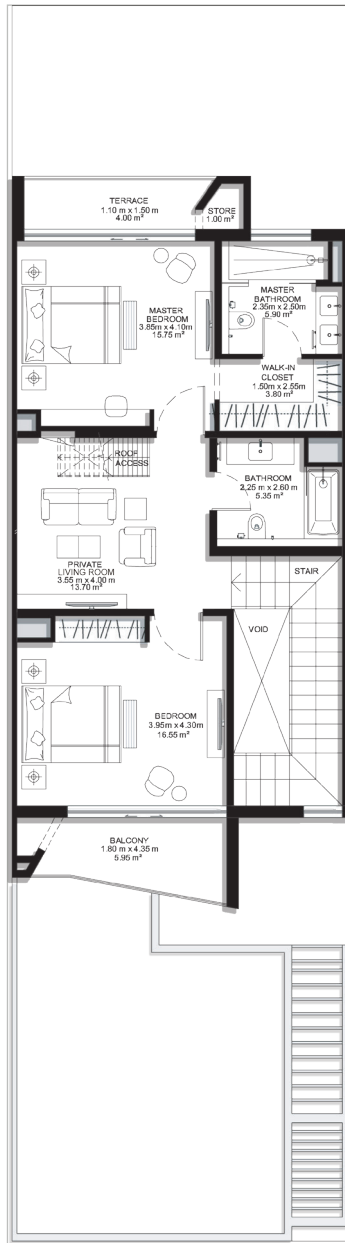 TERRACE
1.10 m x 1.50 m
4.00 m²
STORE
1.00 m²
MASTER
BATHROOM
2.35m x 2.50m
5.90 m²
MASTER
BEDROOM
3.85m x 4.10m
15.75 m²
WALK-IN
CLOSET
1.50m x 2.55m
3.80 m²
ROOF
ACCESS
BATHROOM
2.25 m x 2.60 m
5.35 m²
PRIVATE
LIVING ROOM
3.55 m x 4.00 m
13.70 m²
STAIR
VOID
BEDROOM
3.95m x 4.30m
16.55 m²
BALCONY
1.80 m x 4.35 m
5.95 m²